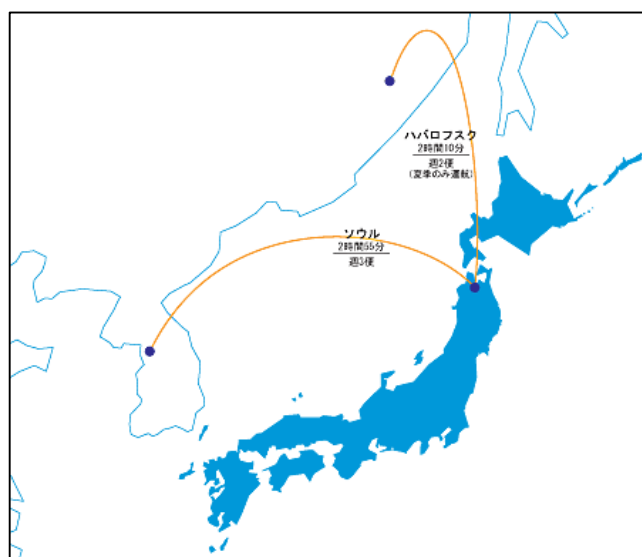 ハバロフスク
2時間10分
週2便
(夏季のみ運航)
ソウル
2時間55分
週3便